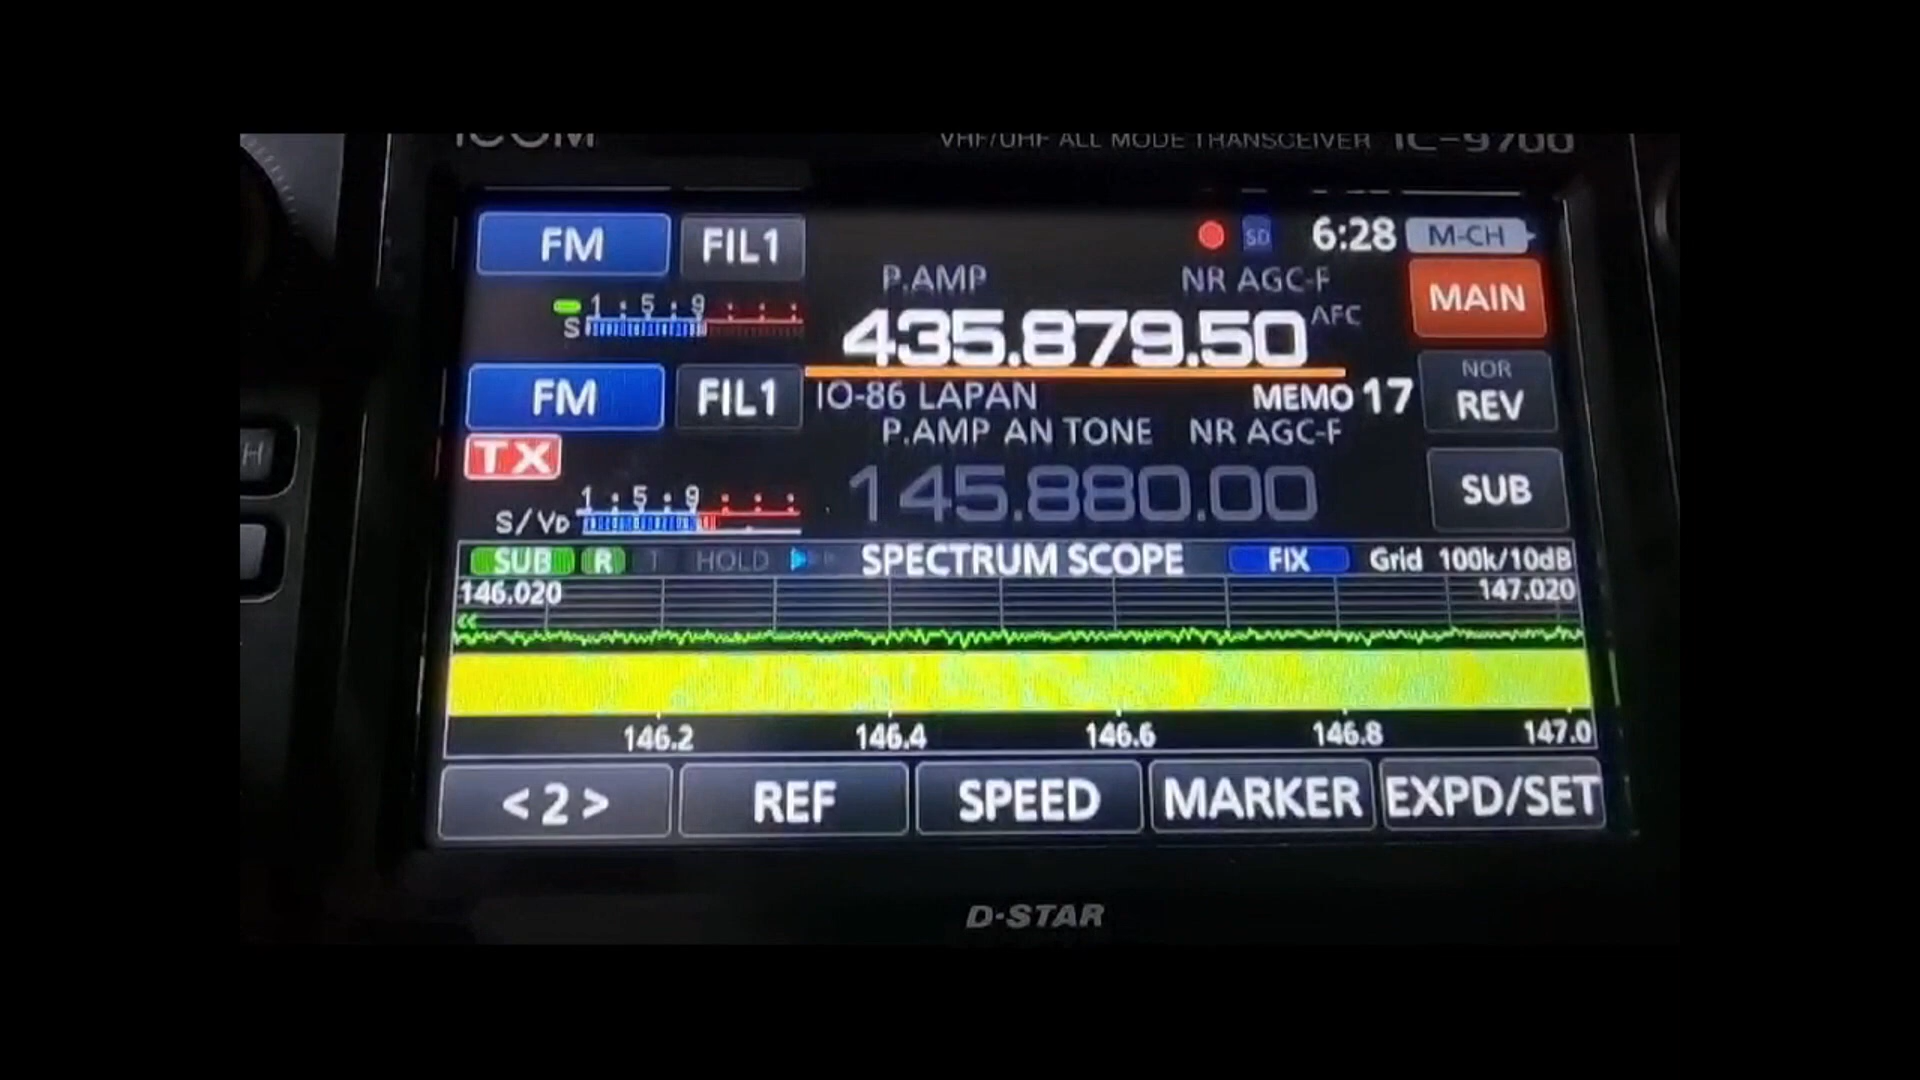 ICOM
VHF/UHF ALL MODE TRANSCEIVER IC-9700
FM FIL1 SD 6:28 M-CH
P.AMP NR AGC-F
1 : 5 : 9 : : :
S
435.879.50 AFC
MAIN
FM FIL1 IO-86 LAPAN MEMO 17
NOR
REV
P.AMP AN TONE NR AGC-F
TX
1 : 5 : 9 : : :
S/VD
145.880.00
SUB
SUB R T HOLD SPECTRUM SCOPE FIX Grid 100k/10dB
146.020 147.020
<<
146.2 146.4 146.6 146.8 147.0
<2> REF SPEED MARKER EXPD/SET
D-STAR
H